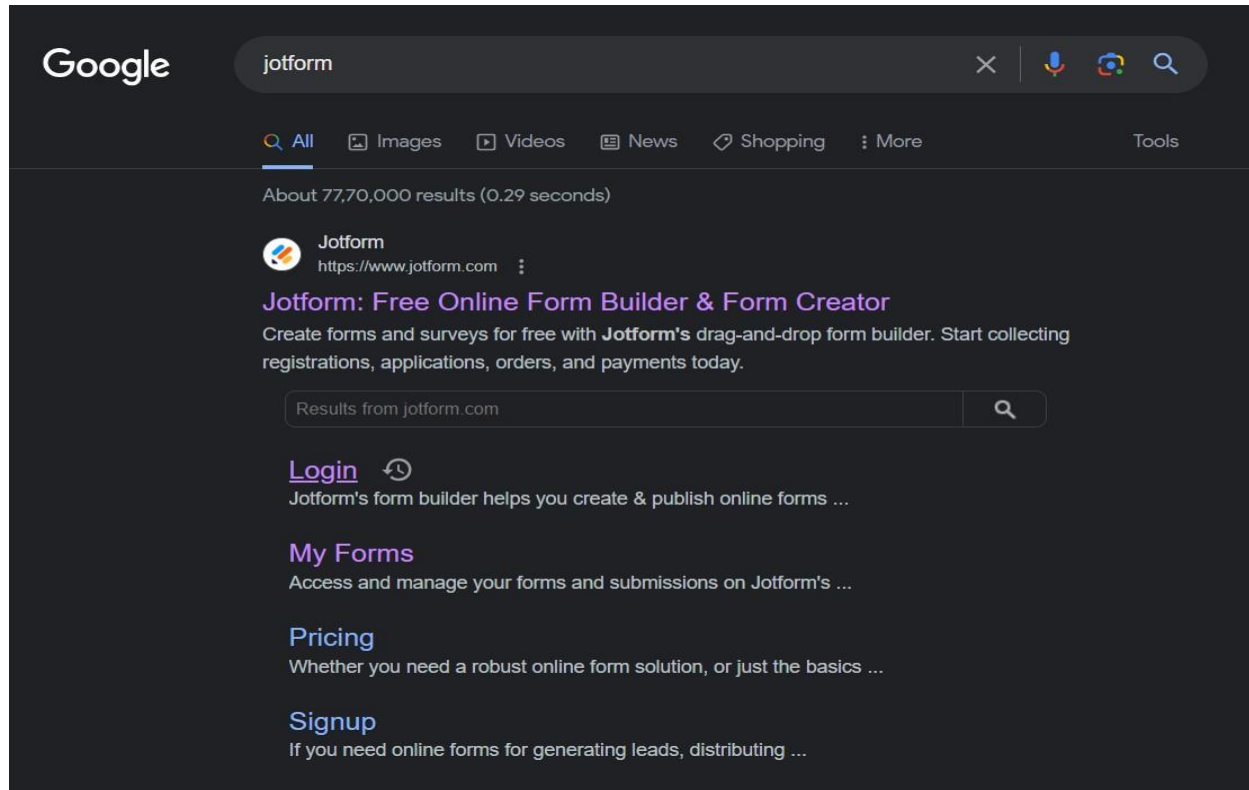 Google
jotform
All Images Videos News Shopping More Tools
About 77,70,000 results (0.29 seconds)
Jotform
https://www.jotform.com
Jotform: Free Online Form Builder & Form Creator
Create forms and surveys for free with Jotform's drag-and-drop form builder. Start collecting
registrations, applications, orders, and payments today.
Results from jotform.com
Login
Jotform's form builder helps you create & publish online forms ...
My Forms
Access and manage your forms and submissions on Jotform's ...
Pricing
Whether you need a robust online form solution, or just the basics ...
Signup
If you need online forms for generating leads, distributing ...